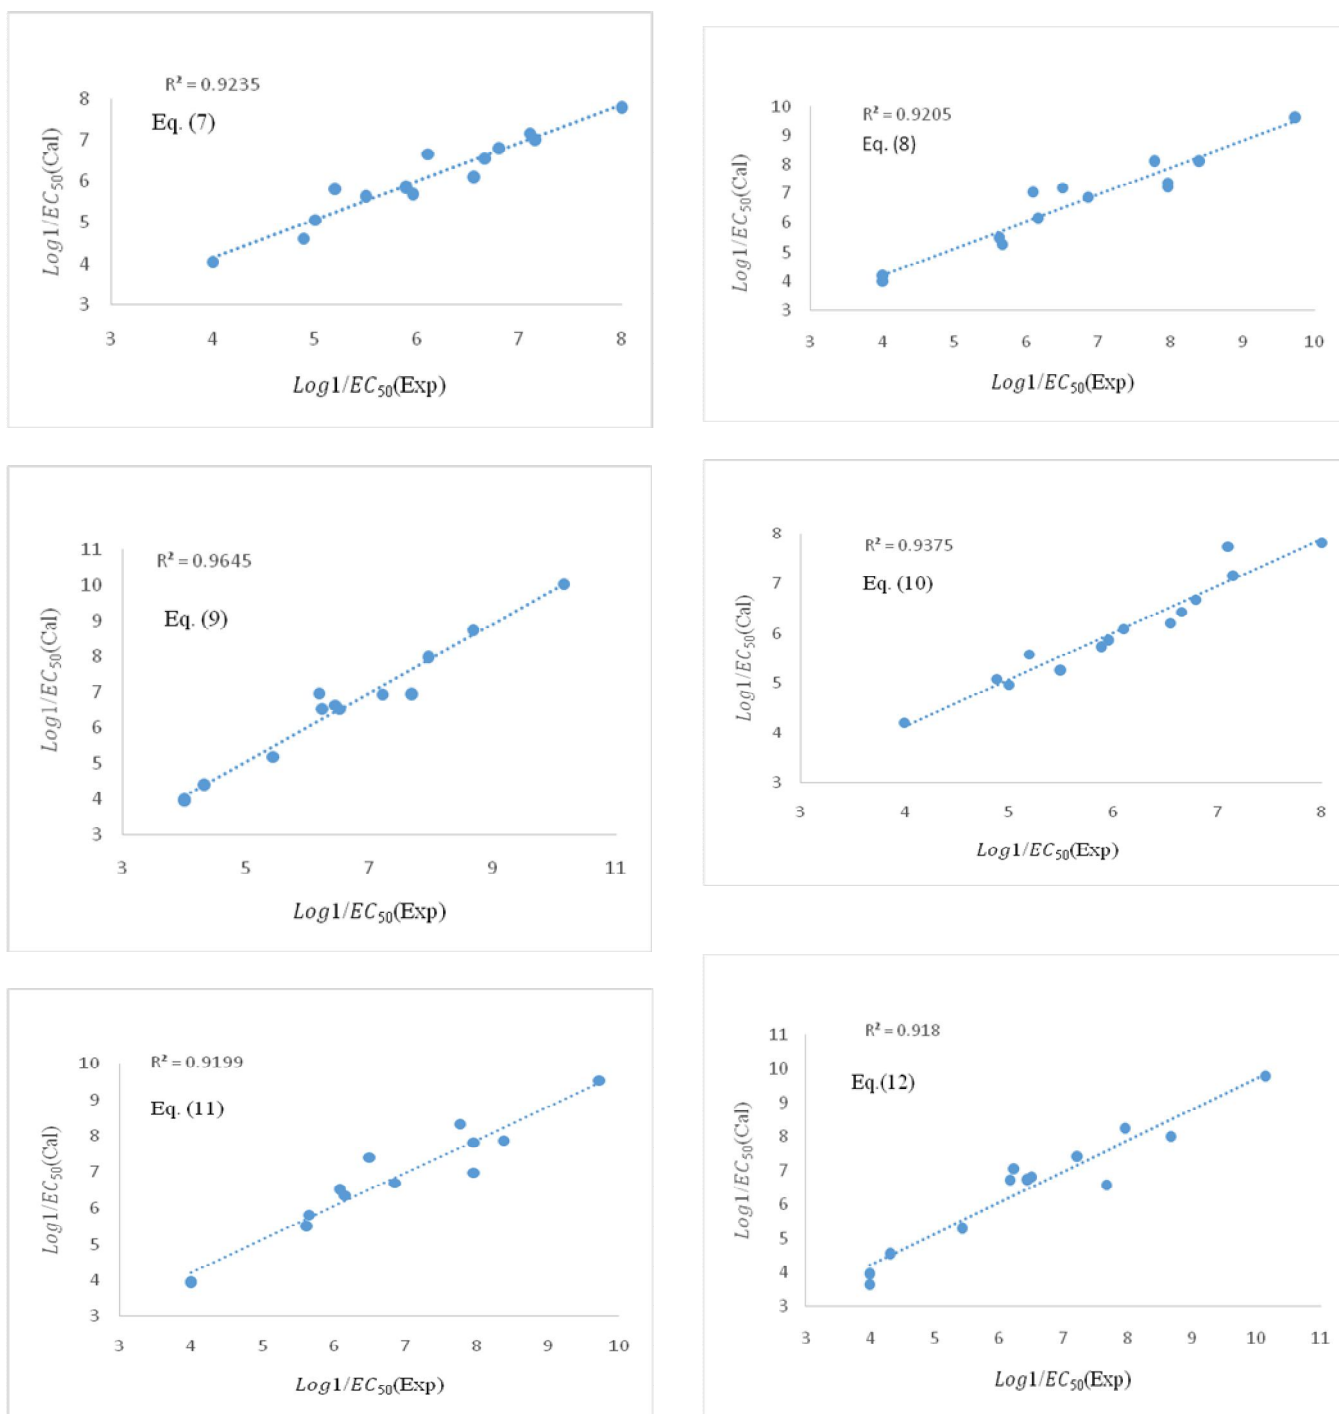 R² = 0.9235
Eq. (7)
Log1/EC₅₀(Cal)
8
7
6
5
4
3
3 4 5 6 7 8
Log1/EC₅₀(Exp)
R² = 0.9205
Eq. (8)
Log1/EC₅₀(Cal)
10
9
8
7
6
5
4
3
3 4 5 6 7 8 9 10
Log1/EC₅₀(Exp)
R² = 0.9645
Eq. (9)
Log1/EC₅₀(Cal)
11
10
9
8
7
6
5
4
3
3 5 7 9 11
Log1/EC₅₀(Exp)
R² = 0.9375
Eq. (10)
Log1/EC₅₀(Cal)
8
7
6
5
4
3
3 4 5 6 7 8
Log1/EC₅₀(Exp)
R² = 0.9199
Eq. (11)
Log1/EC₅₀(Cal)
10
9
8
7
6
5
4
3
3 4 5 6 7 8 9 10
Log1/EC₅₀(Exp)
R² = 0.918
Eq.(12)
Log1/EC₅₀(Cal)
11
10
9
8
7
6
5
4
3
3 4 5 6 7 8 9 10 11
Log1/EC₅₀(Exp)